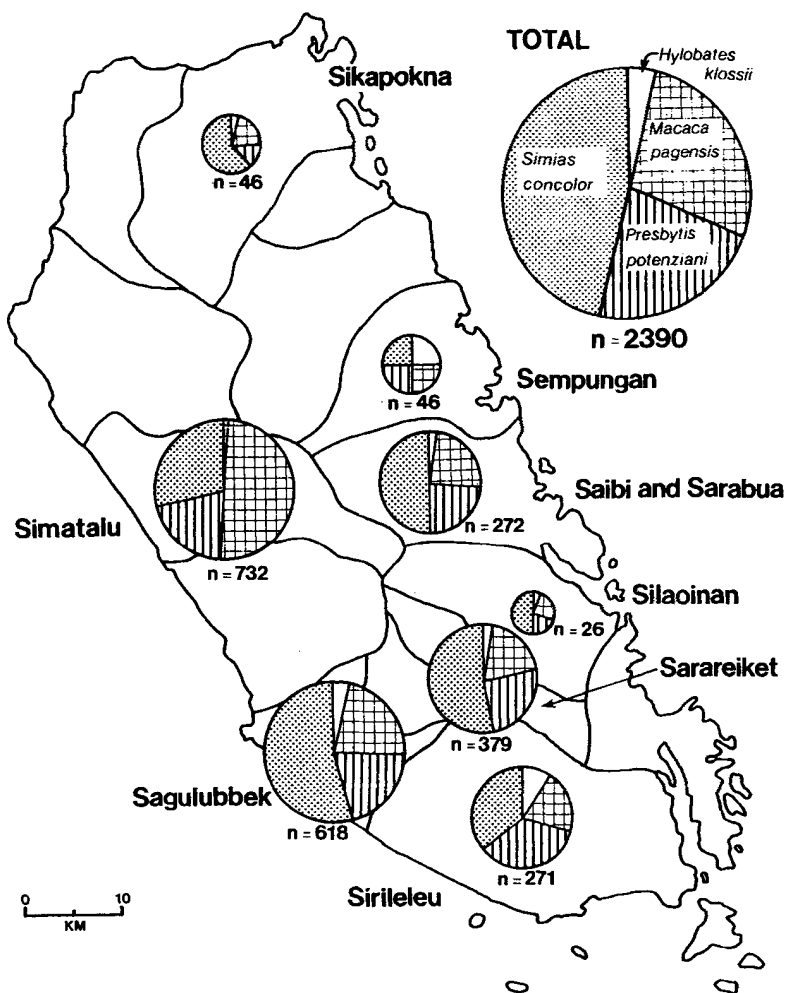 TOTAL
Hylobates
klossii
Macaca
pagensis
Simias
concolor
Presbytis
potenziani
n=2390
Sikapokna
n=46
Sempungan
n=46
Saibi and Sarabua
n=272
Simatalu
n=732
Silaoinan
n=26
Sarareiket
n=379
Sagulubbek
n=618
n=271
Sirileleu
0 10
KM